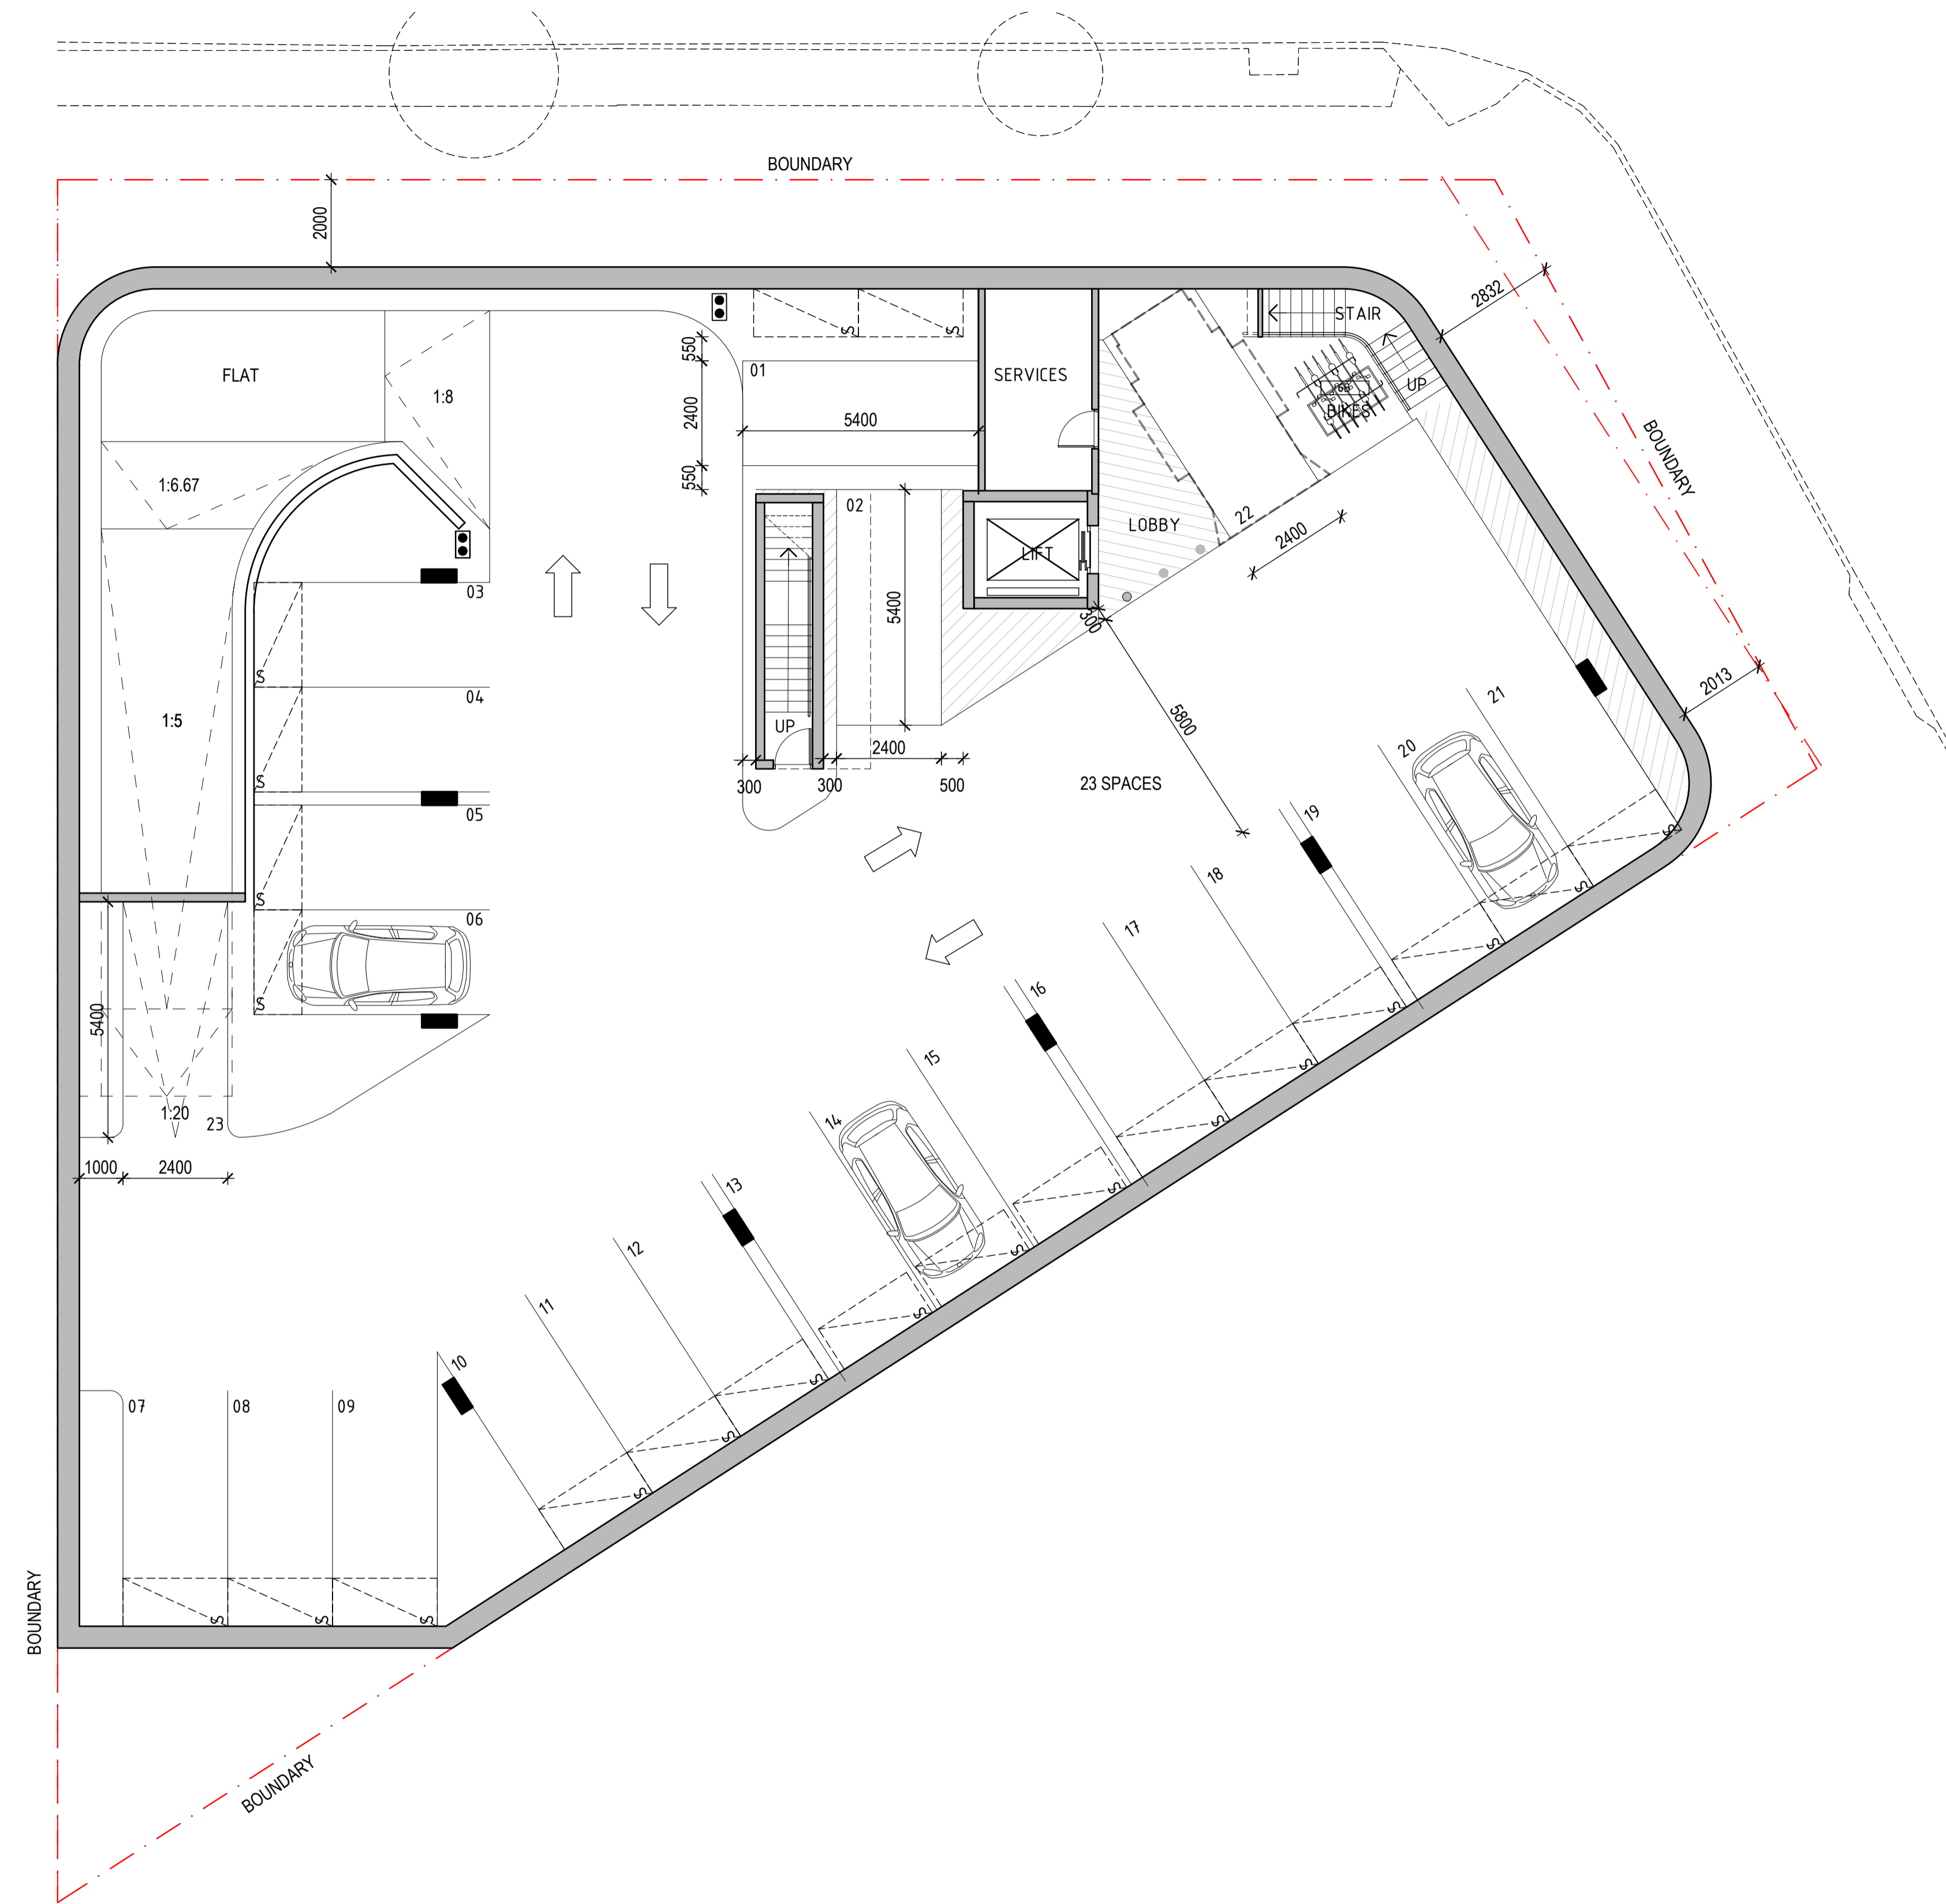 BOUNDARY
2000
2832
STAIR
550
01
SERVICES
FLAT
1:8
UP
BIKES
2400
5400
BOUNDARY
550
1:6.67
02
22
LOBBY
2400
LIFT
03
5400
300
S
04
2013
21
1:5
UP
5800
20
2400
S
300
300
500
23 SPACES
05
19
S
S
18
06
S
17
S
S
5400
16
S
15
S
1:20
23
14
S
1000
2400
13
S
12
S
11
S
10
S
07
08
09
S
S
S
S
S
S
S
BOUNDARY
BOUNDARY